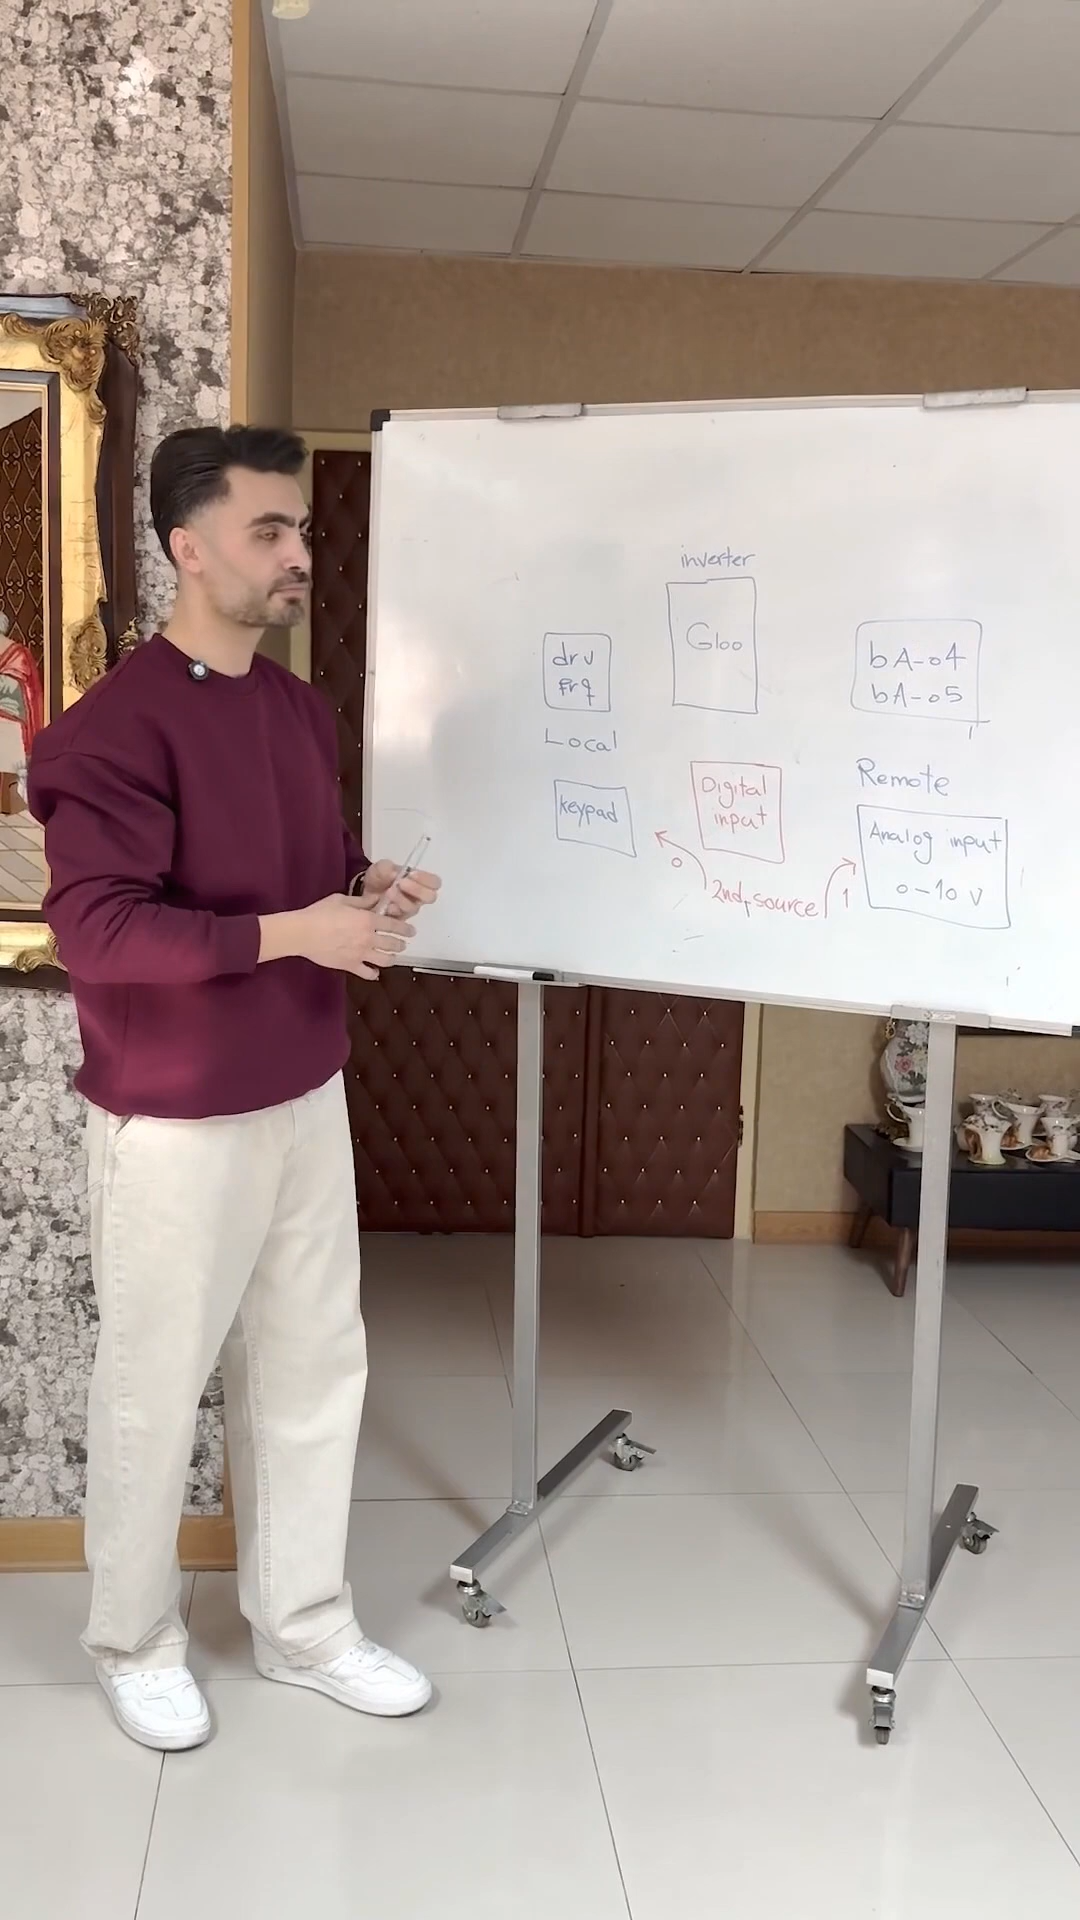 inverter
G100
drv
Frq
Local
keypad
Digital
input
0
2nd source
1
bA-04
bA-05
Remote
Analog input
0-10 V